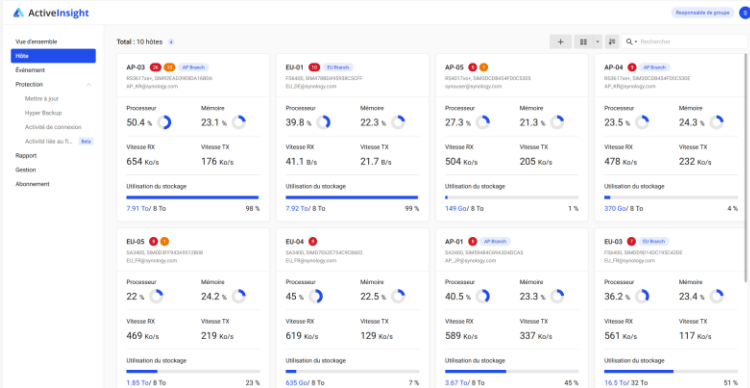 ActiveInsight
Responsable de groupe
S
Vue d'ensemble
Hôte
Événement
Protection
Mettre à jour
Hyper Backup
Activité de connexion
Activité liée au fi... Beta
Rapport
Gestion
Abonnement
Total : 10 hôtes
Rechercher
AP-03 26 13 AP Branch
AP_KR@synology.com
Processeur Mémoire
50.4 % 23.1 %
Vitesse RX Vitesse TX
654 Ko/s 176 Ko/s
Utilisation du stockage
7.91 To/ 8 To 98 %
EU-01 10 EU Branch
EU_DE@synology.com
Processeur Mémoire
39.8 % 22.3 %
Vitesse RX Vitesse TX
41.1 B/s 21.7 B/s
Utilisation du stockage
7.92 To/ 8 To 99 %
AP-05
synouser@synology.com
Processeur Mémoire
27.3 % 21.3 %
Vitesse RX Vitesse TX
504 Ko/s 205 Ko/s
Utilisation du stockage
149 Go/ 8 To 1 %
AP-04 AP Branch
AP_KR@synology.com
Processeur Mémoire
23.5 % 24.3 %
Vitesse RX Vitesse TX
478 Ko/s 232 Ko/s
Utilisation du stockage
370 Go/ 8 To 4 %
EU-05
EU_FR@synology.com
Processeur Mémoire
22 % 24.2 %
Vitesse RX Vitesse TX
469 Ko/s 219 Ko/s
Utilisation du stockage
1.85 To/ 8 To 23 %
EU-04
EU_FR@synology.com
Processeur Mémoire
45 % 22.5 %
Vitesse RX Vitesse TX
619 Ko/s 129 Ko/s
Utilisation du stockage
635 Go/ 8 To 7 %
AP-01 AP Branch
AP_JP@synology.com
Processeur Mémoire
40.5 % 23.3 %
Vitesse RX Vitesse TX
589 Ko/s 337 Ko/s
Utilisation du stockage
3.67 To/ 8 To 45 %
EU-03 EU Branch
EU_FR@synology.com
Processeur Mémoire
36.2 % 23.4 %
Vitesse RX Vitesse TX
561 Ko/s 117 Ko/s
Utilisation du stockage
16.5 To/ 32 To 51 %